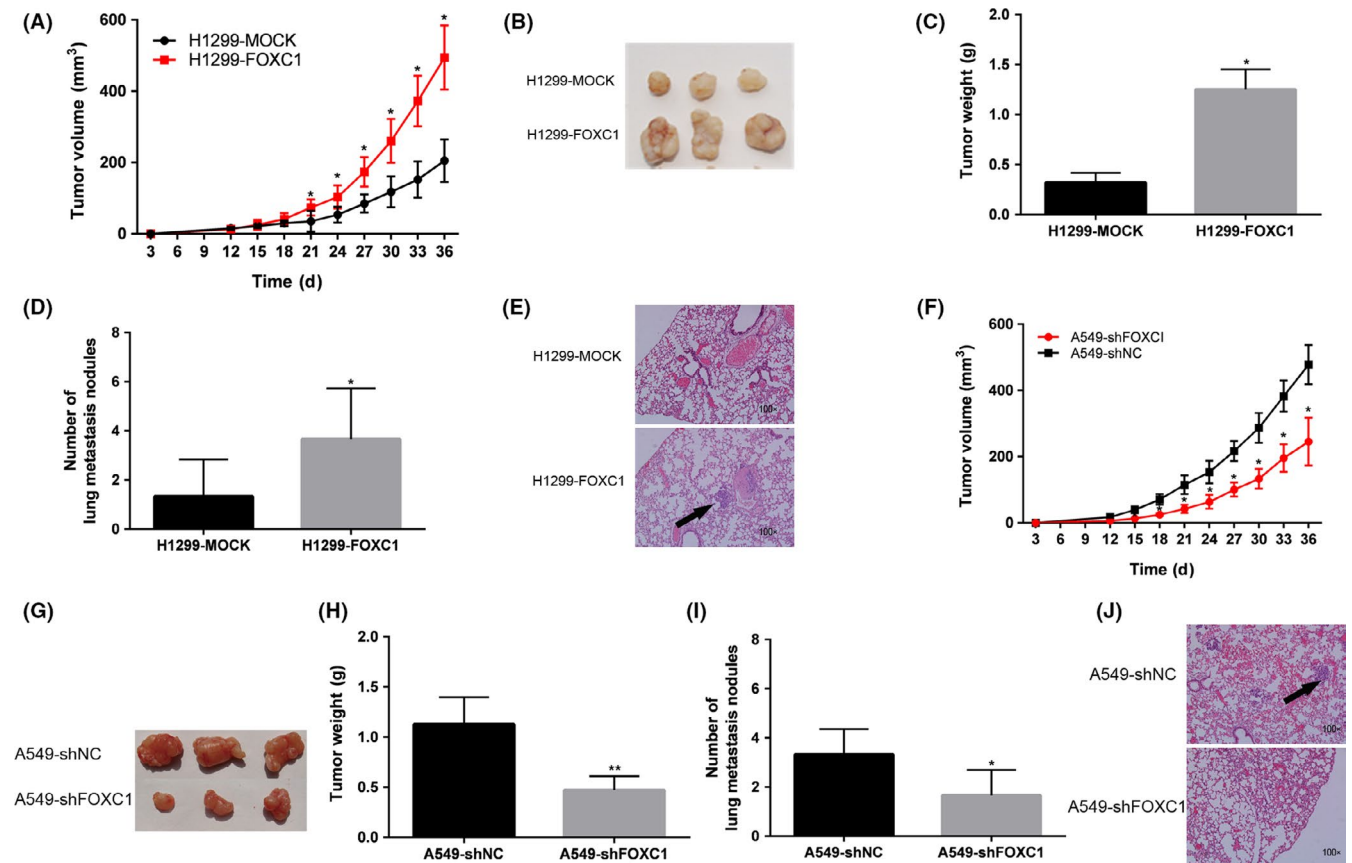 (A)
600
400
200
0
Tumor volume (mm3)
H1299-MOCK
H1299-FOXC1
* * * * * *
3 6 9 12 15 18 21 24 27 30 33 36
Time (d)
(B)
H1299-MOCK
H1299-FOXC1
(C)
2.0
1.5
1.0
0.5
0.0
Tumor weight (g)
*
H1299-MOCK H1299-FOXC1
(D)
8
6
4
2
0
Number of
lung metastasis nodules
*
H1299-MOCK H1299-FOXC1
(E)
H1299-MOCK
100×
H1299-FOXC1
100×
(F)
600
400
200
0
Tumor volume (mm3)
A549-shFOXCI
A549-shNC
* * * * * * *
3 6 9 12 15 18 21 24 27 30 33 36
Time (d)
(G)
A549-shNC
A549-shFOXC1
(H)
2.0
1.5
1.0
0.5
0.0
Tumor weight (g)
**
A549-shNC A549-shFOXC1
(I)
8
6
4
2
0
Number of
lung metastasis nodules
*
A549-shNC A549-shFOXC1
(J)
A549-shNC
100×
A549-shFOXC1
100×